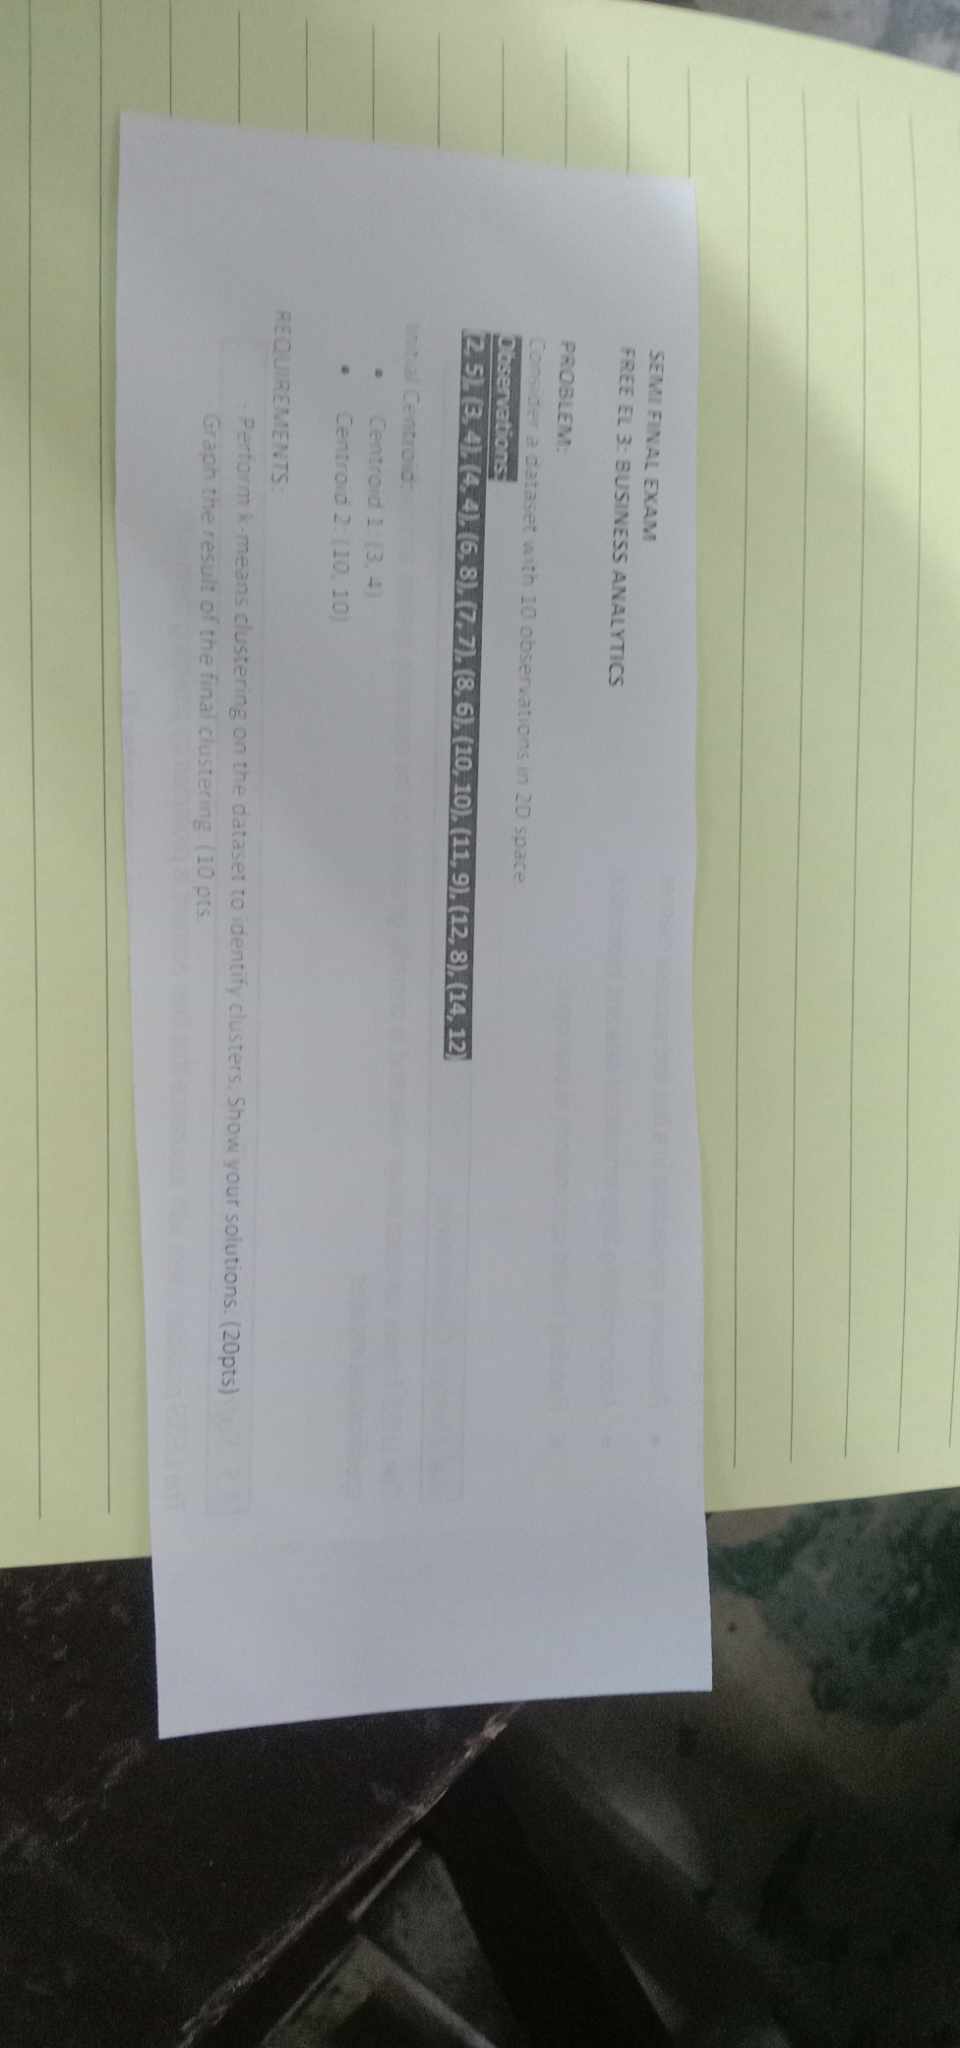 SEMI FINAL EXAM
FREE EL 3: BUSINESS ANALYTICS
PROBLEM:
Consider a dataset with 10 observations in 2D space
Observations:
(2, 5), (3, 4), (4, 4), (6, 8), (7, 7), (8, 6), (10, 10), (11, 9), (12, 8), (14, 12)
Initial Centroid:
• Centroid 1: (3, 4)
• Centroid 2: (10, 10)
REQUIREMENTS:
- Perform k-means clustering on the dataset to identify clusters. Show your solutions. (20pts)
Graph the result of the final clustering. (10 pts.